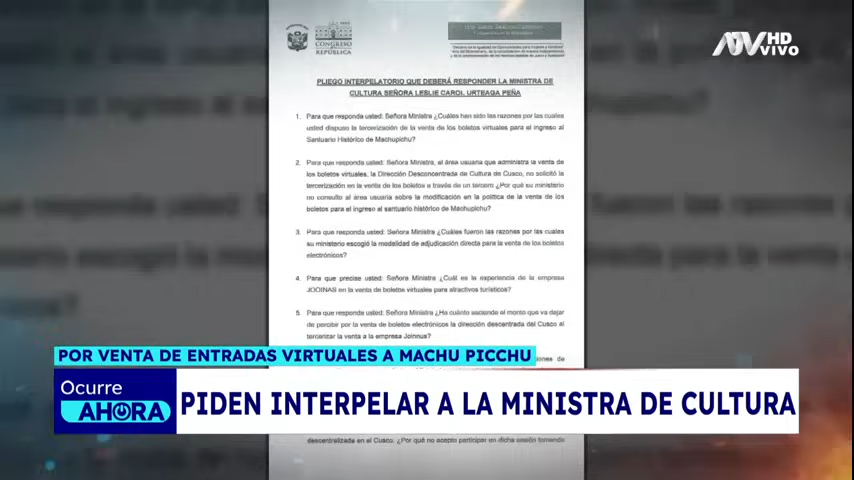 CONGRESO
REPÚBLICA
ATV HD
VIVO
PLIEGO INTERPELATORIO QUE DEBERÁ RESPONDER LA MINISTRA DE
CULTURA SEÑORA LESLIE CAROL URTEAGA PEÑA
1. Para que responda usted: Señora Ministra ¿Cuáles han sido las razones por las cuales
usted dispuso la tercerización de la venta de los boletos virtuales para el ingreso al
Santuario Histórico de Machupichu?
2. Para que responda usted: Señora Ministra, el área usuaria que administra la venta de
los boletos virtuales, la Dirección Desconcentrada de Cultura de Cusco, no solicitó la
tercerización en la venta de los boletos a través de un tercero ¿Por qué su ministerio
no consulto al área usuaria sobre la modificación en la política de la venta de los
boletos para el ingreso al santuario histórico de Machupichu?
3. Para que responda usted: Señora Ministra ¿Cuáles fueron las razones por las cuales
su ministerio escogió la modalidad de adjudicación directa para la venta de los boletos
electrónicos?
4. Para que precise usted: Señora Ministra ¿Cuál es la experiencia de la empresa
JOOINAS en la venta de boletos virtuales para atractivos turísticos?
5. Para que responda usted: Señora Ministra ¿Ha cuánto asciende el monto que va dejar
de percibir por la venta de boletos electrónicos la dirección descentrada del Cusco al
tercerizar la venta a la empresa Joinnus?
POR VENTA DE ENTRADAS VIRTUALES A MACHU PICCHU
Ocurre
AHORA
PIDEN INTERPELAR A LA MINISTRA DE CULTURA
descentralizada en el Cusco. ¿Por qué no acepto participar en dicha sesión tomando